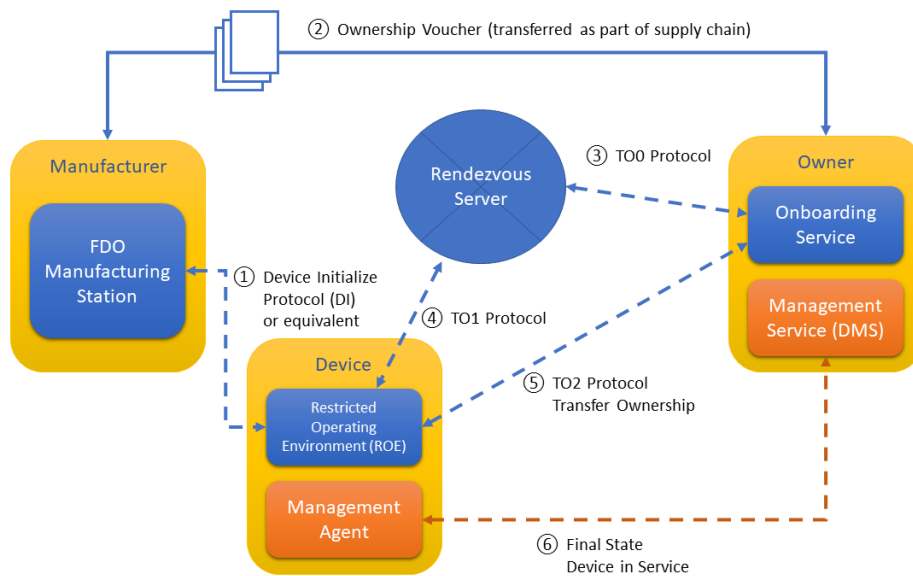 ② Ownership Voucher (transferred as part of supply chain)
Manufacturer
FDO
Manufacturing
Station
① Device Initialize
Protocol (DI)
or equivalent
Rendezvous
Server
③ TO0 Protocol
Owner
Onboarding
Service
Management
Service (DMS)
④ TO1 Protocol
Device
Restricted
Operating
Environment (ROE)
Management
Agent
⑤ TO2 Protocol
Transfer Ownership
⑥ Final State
Device in Service